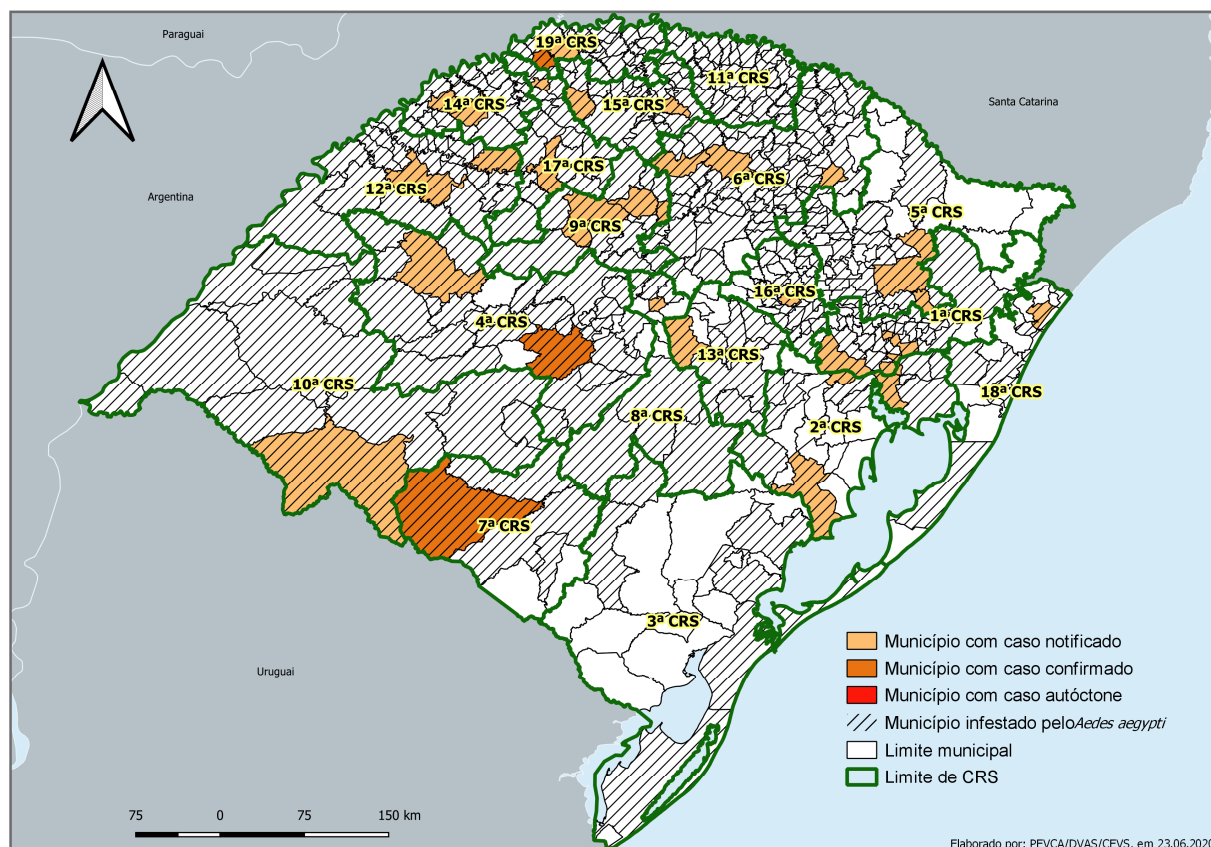 Paraguai
19ª CRS
11ª CRS
14ª CRS
15ª CRS
Santa Catarina
17ª CRS
6ª CRS
12ª CRS
Argentina
5ª CRS
9ª CRS
16ª CRS
1ª CRS
4ª CRS
13ª CRS
10ª CRS
18ª CRS
8ª CRS
2ª CRS
7ª CRS
3ª CRS
Uruguai
Município com caso notificado
Município com caso confirmado
Município com caso autóctone
Município infestado peloAedes aegypti
Limite municipal
Limite de CRS
75 0 75 150 km
Elaborado por: PEVCA/DVAS/CEVS, em 23.06.2020